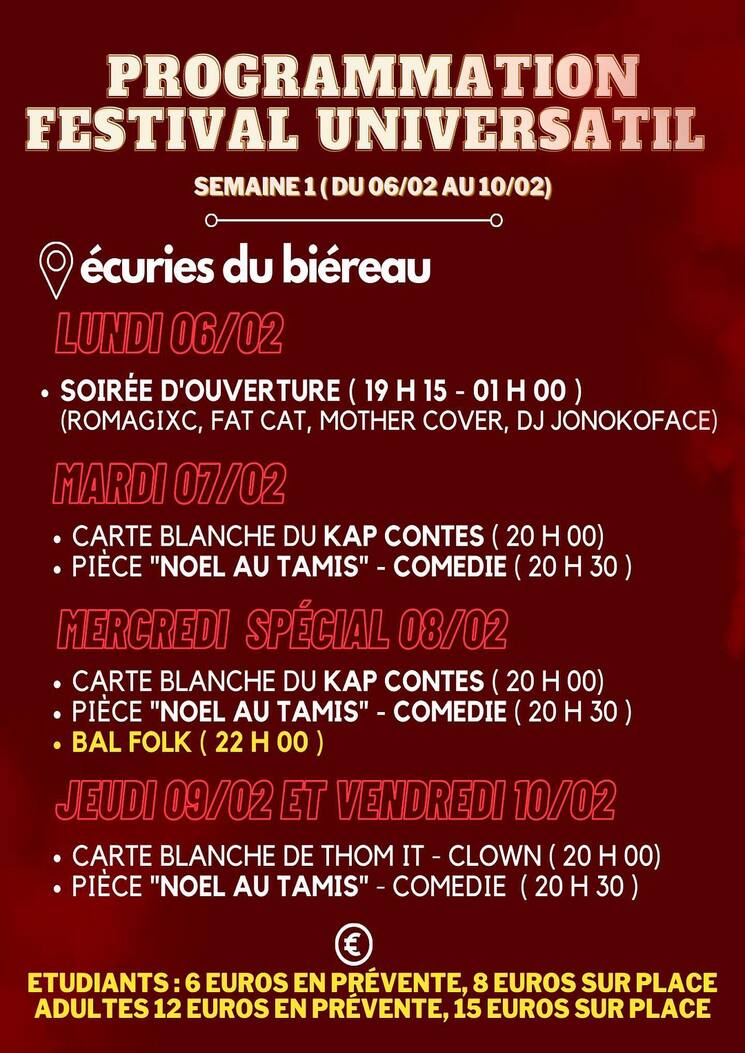 PROGRAMMATION
FESTIVAL UNIVERSATIL
SEMAINE 1 ( DU 06/02 AU 10/02)
écuries du biéreau
LUNDI 06/02
• SOIRÉE D'OUVERTURE ( 19 H 15 - 01 H 00 )
(ROMAGIXC, FAT CAT, MOTHER COVER, DJ JONOKOFACE)
MARDI 07/02
• CARTE BLANCHE DU KAP CONTES ( 20 H 00)
• PIÈCE "NOEL AU TAMIS" - COMEDIE ( 20 H 30 )
MERCREDI SPÉCIAL 08/02
• CARTE BLANCHE DU KAP CONTES ( 20 H 00)
• PIÈCE "NOEL AU TAMIS" - COMEDIE ( 20 H 30 )
• BAL FOLK ( 22 H 00 )
JEUDI 09/02 ET VENDREDI 10/02
• CARTE BLANCHE DE THOM IT - CLOWN ( 20 H 00)
• PIÈCE "NOEL AU TAMIS" - COMEDIE ( 20 H 30 )
€
ETUDIANTS : 6 EUROS EN PRÉVENTE, 8 EUROS SUR PLACE
ADULTES 12 EUROS EN PRÉVENTE, 15 EUROS SUR PLACE